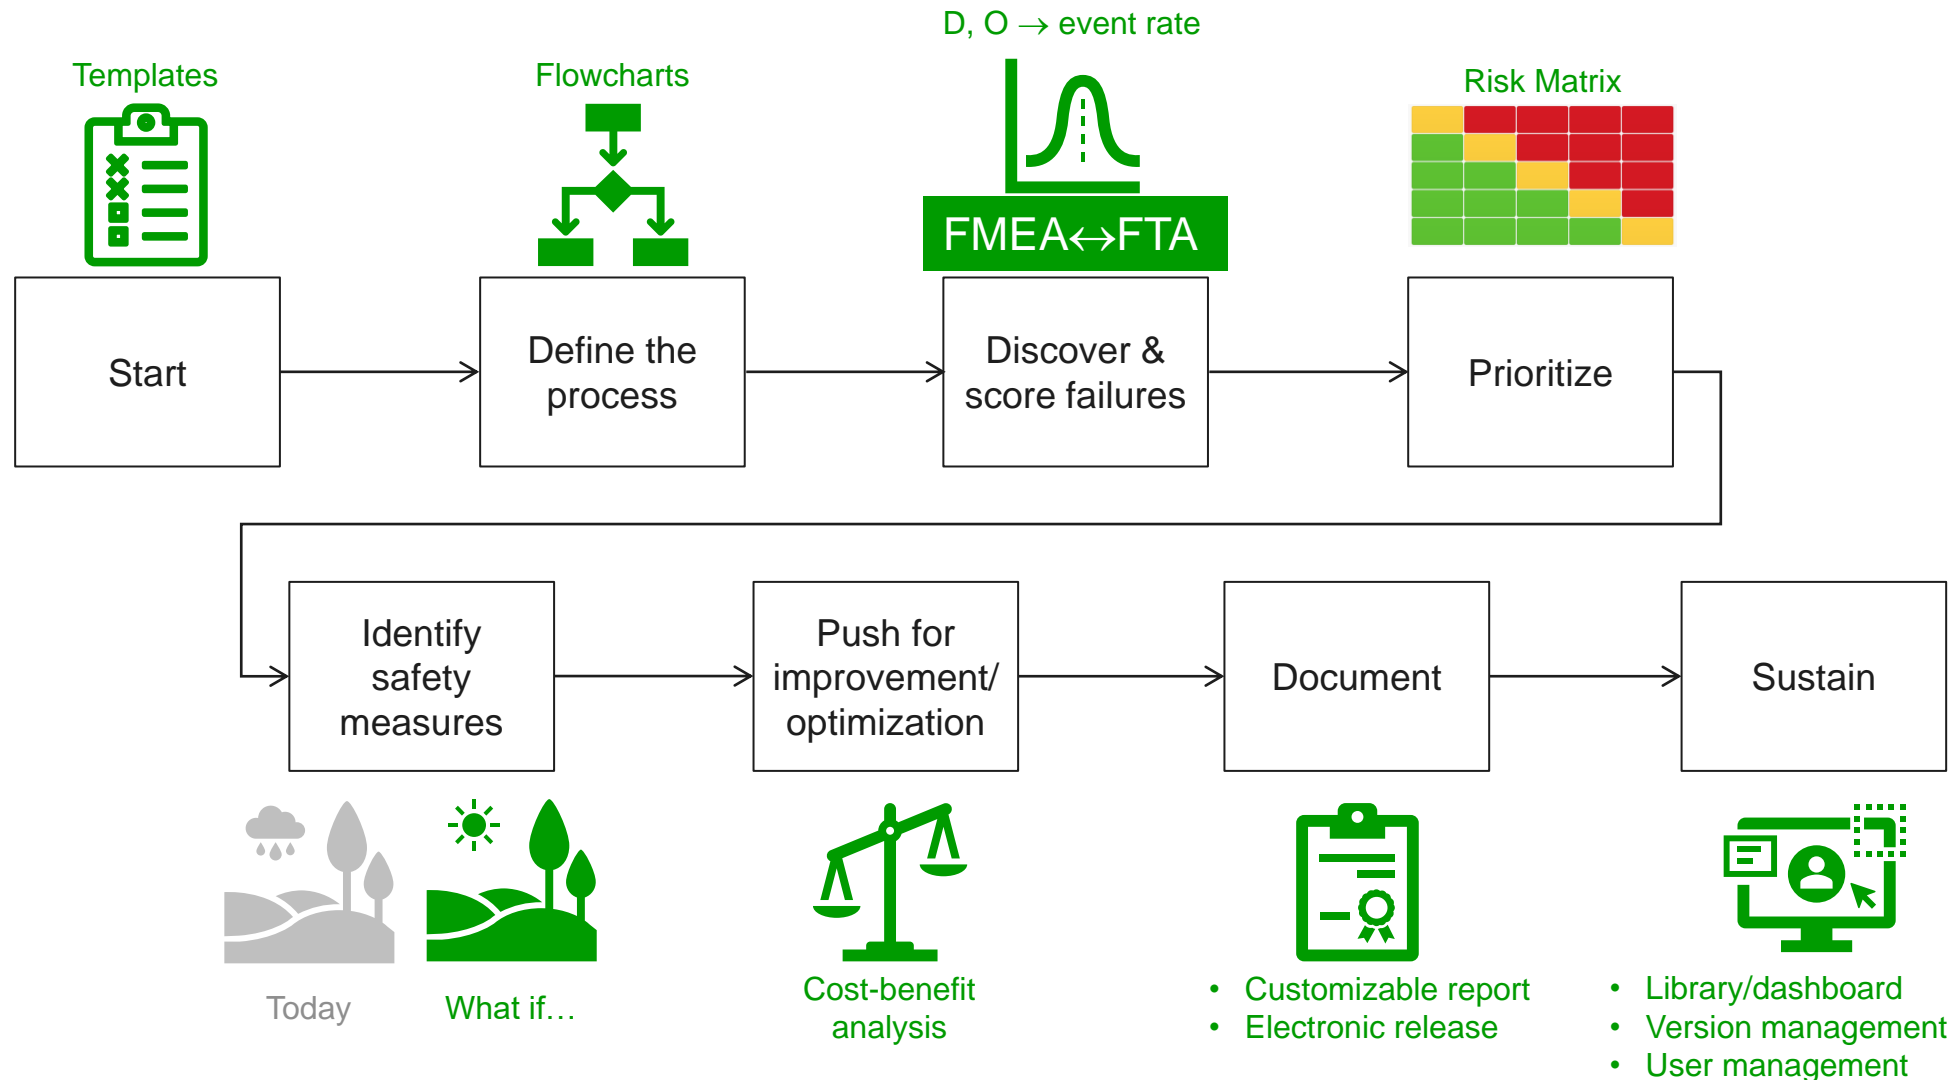 D, O → event rate
Templates
Flowcharts
Risk Matrix
FMEA↔FTA
Start
Define the
process
Discover &
score failures
Prioritize
Identify
safety
measures
Push for
improvement/
optimization
Document
Sustain
Today
What if…
Cost-benefit
analysis
• Customizable report
• Electronic release
• Library/dashboard
• Version management
• User management